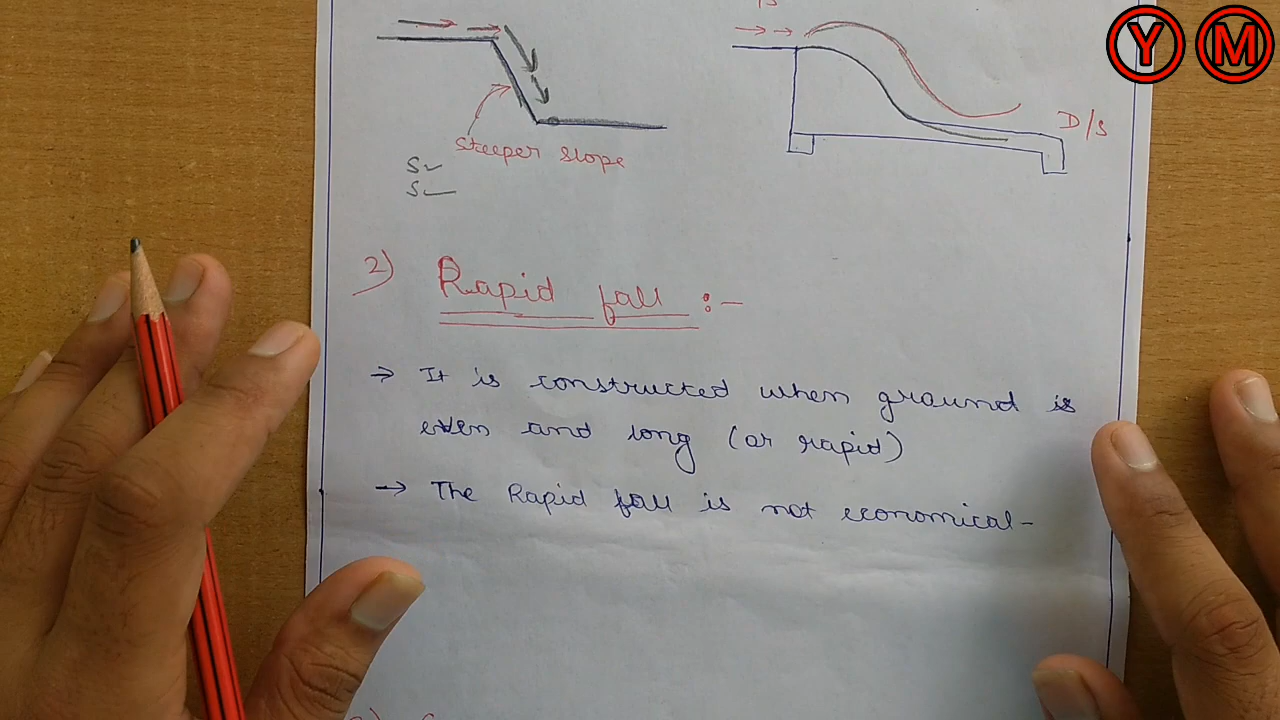 Y M
D/S
steeper slope
2) Rapid fall :-
→ It is constructed when ground is
even and long (or rapid)
→ The Rapid fall is not economical-